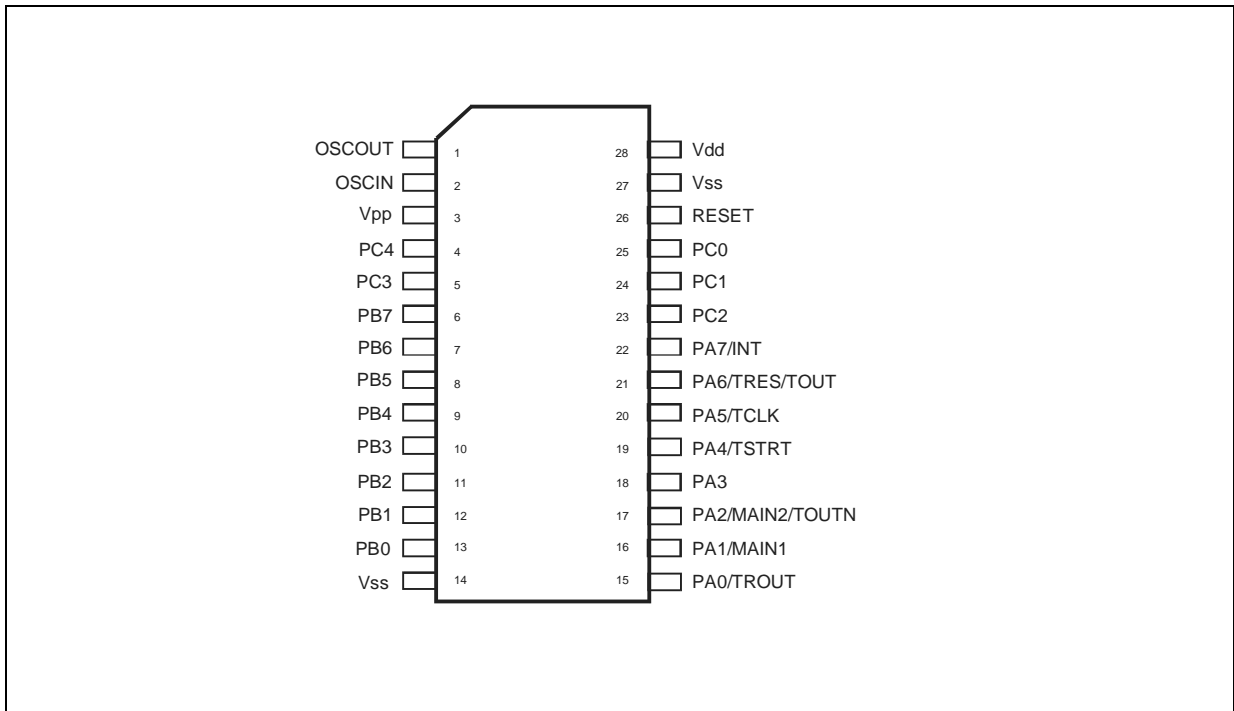 OSCOUT 1 28 Vdd
OSCIN 2 27 Vss
Vpp 3 26 RESET
PC4 4 25 PC0
PC3 5 24 PC1
PB7 6 23 PC2
PB6 7 22 PA7/INT
PB5 8 21 PA6/TRES/TOUT
PB4 9 20 PA5/TCLK
PB3 10 19 PA4/TSTRT
PB2 11 18 PA3
PB1 12 17 PA2/MAIN2/TOUTN
PB0 13 16 PA1/MAIN1
Vss 14 15 PA0/TROUT